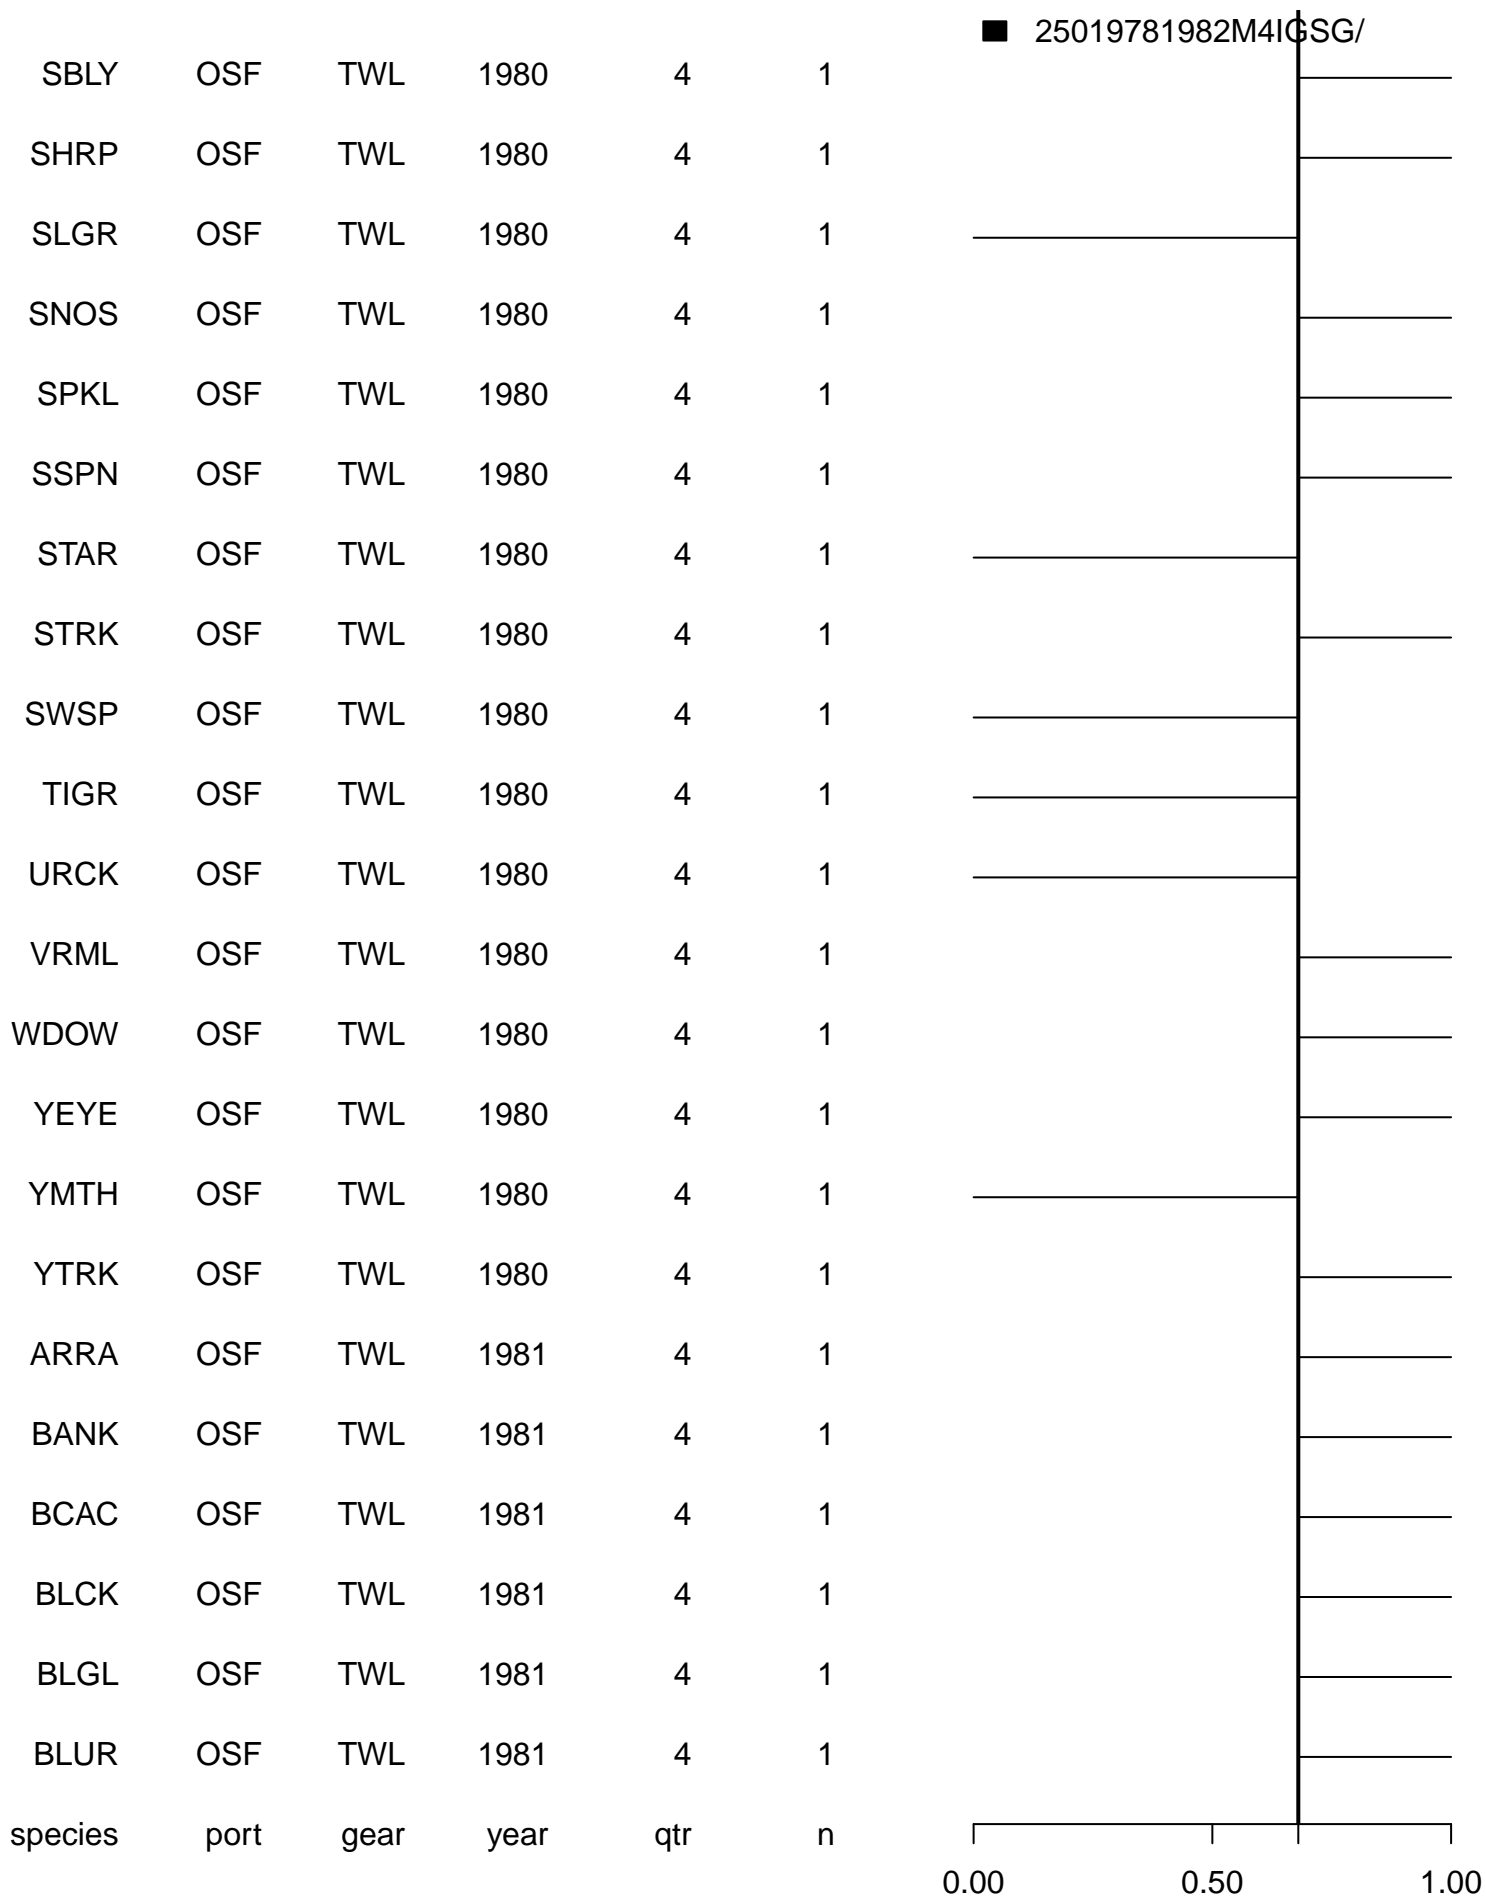 25019781982M4IGSG/
SBLY OSF TWL 1980 4 1
SHRP OSF TWL 1980 4 1
SLGR OSF TWL 1980 4 1
SNOS OSF TWL 1980 4 1
SPKL OSF TWL 1980 4 1
SSPN OSF TWL 1980 4 1
STAR OSF TWL 1980 4 1
STRK OSF TWL 1980 4 1
SWSP OSF TWL 1980 4 1
TIGR OSF TWL 1980 4 1
URCK OSF TWL 1980 4 1
VRML OSF TWL 1980 4 1
WDOW OSF TWL 1980 4 1
YEYE OSF TWL 1980 4 1
YMTH OSF TWL 1980 4 1
YTRK OSF TWL 1980 4 1
ARRA OSF TWL 1981 4 1
BANK OSF TWL 1981 4 1
BCAC OSF TWL 1981 4 1
BLCK OSF TWL 1981 4 1
BLGL OSF TWL 1981 4 1
BLUR OSF TWL 1981 4 1
species port gear year qtr n
0.00 0.50 1.00